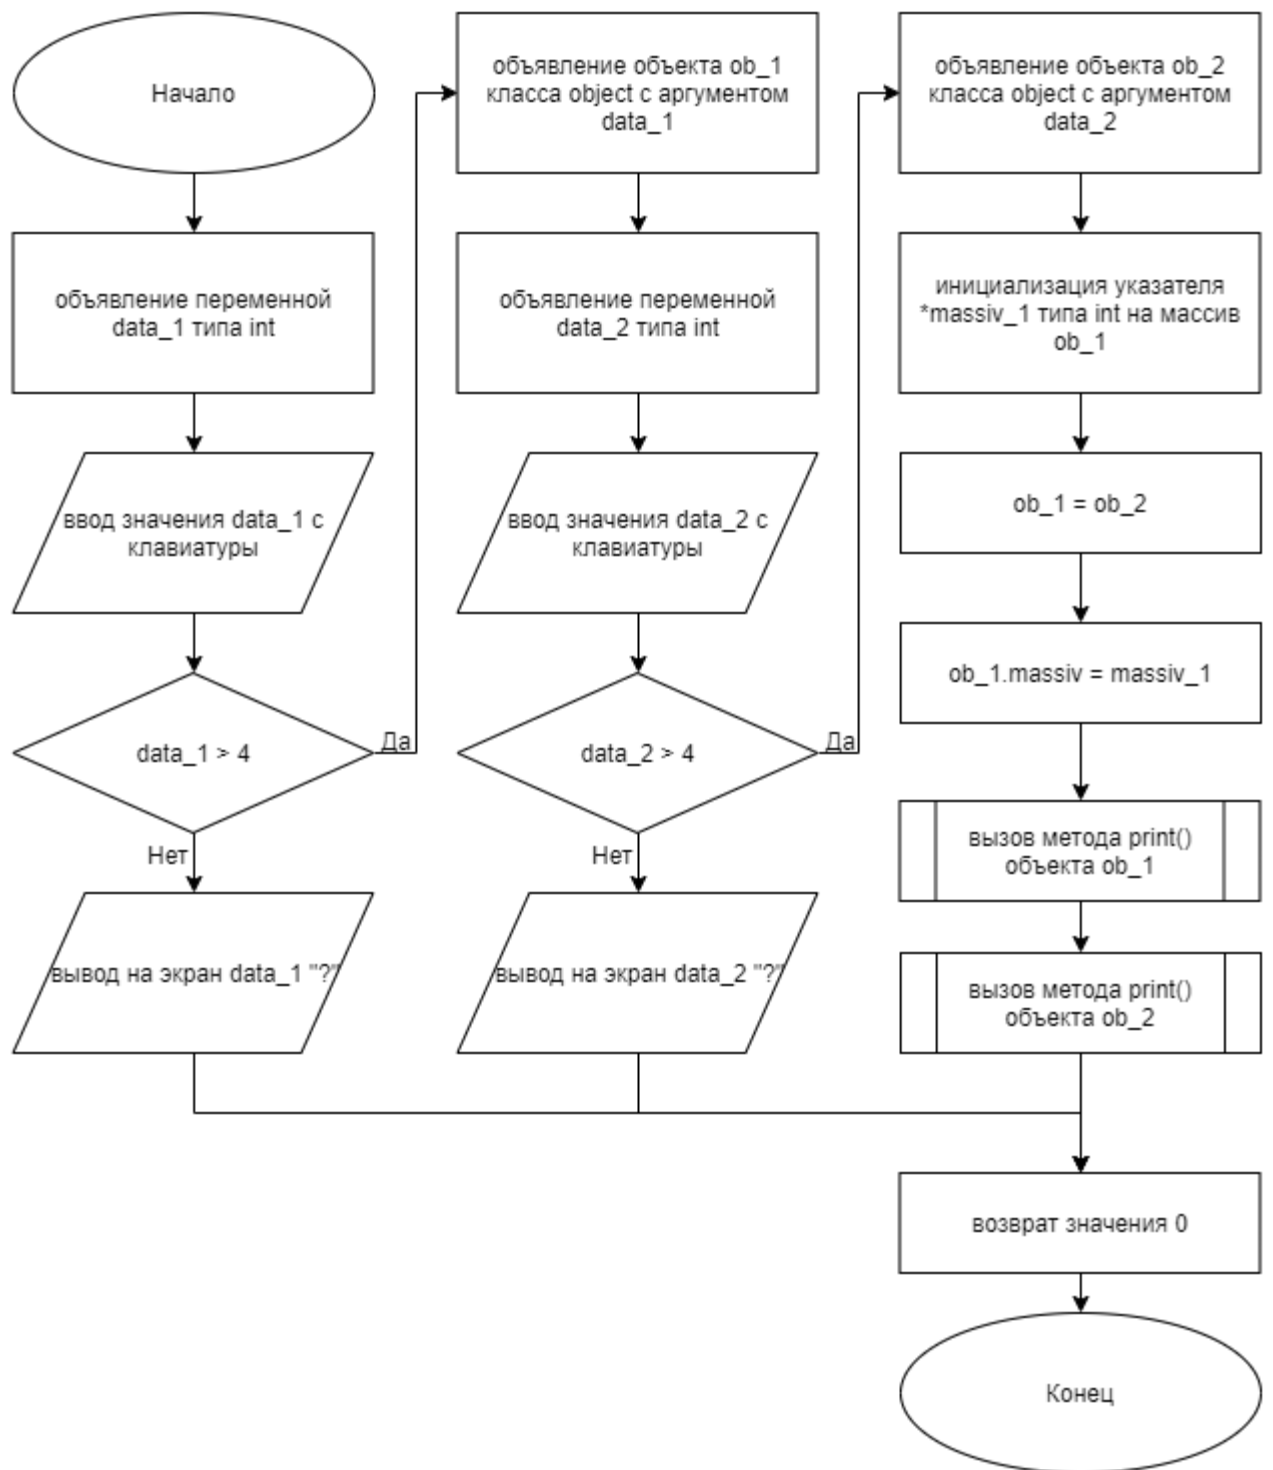 Начало
объявление переменной
data_1 типа int
ввод значения data_1 с
клавиатуры
data_1 > 4
Да
Нет
вывод на экран data_1 "?"
объявление объекта ob_1
класса object с аргументом
data_1
объявление переменной
data_2 типа int
ввод значения data_2 с
клавиатуры
data_2 > 4
Да
Нет
вывод на экран data_2 "?"
объявление объекта ob_2
класса object с аргументом
data_2
инициализация указателя
*massiv_1 типа int на массив
ob_1
ob_1 = ob_2
ob_1.massiv = massiv_1
вызов метода print()
объекта ob_1
вызов метода print()
объекта ob_2
возврат значения 0
Конец